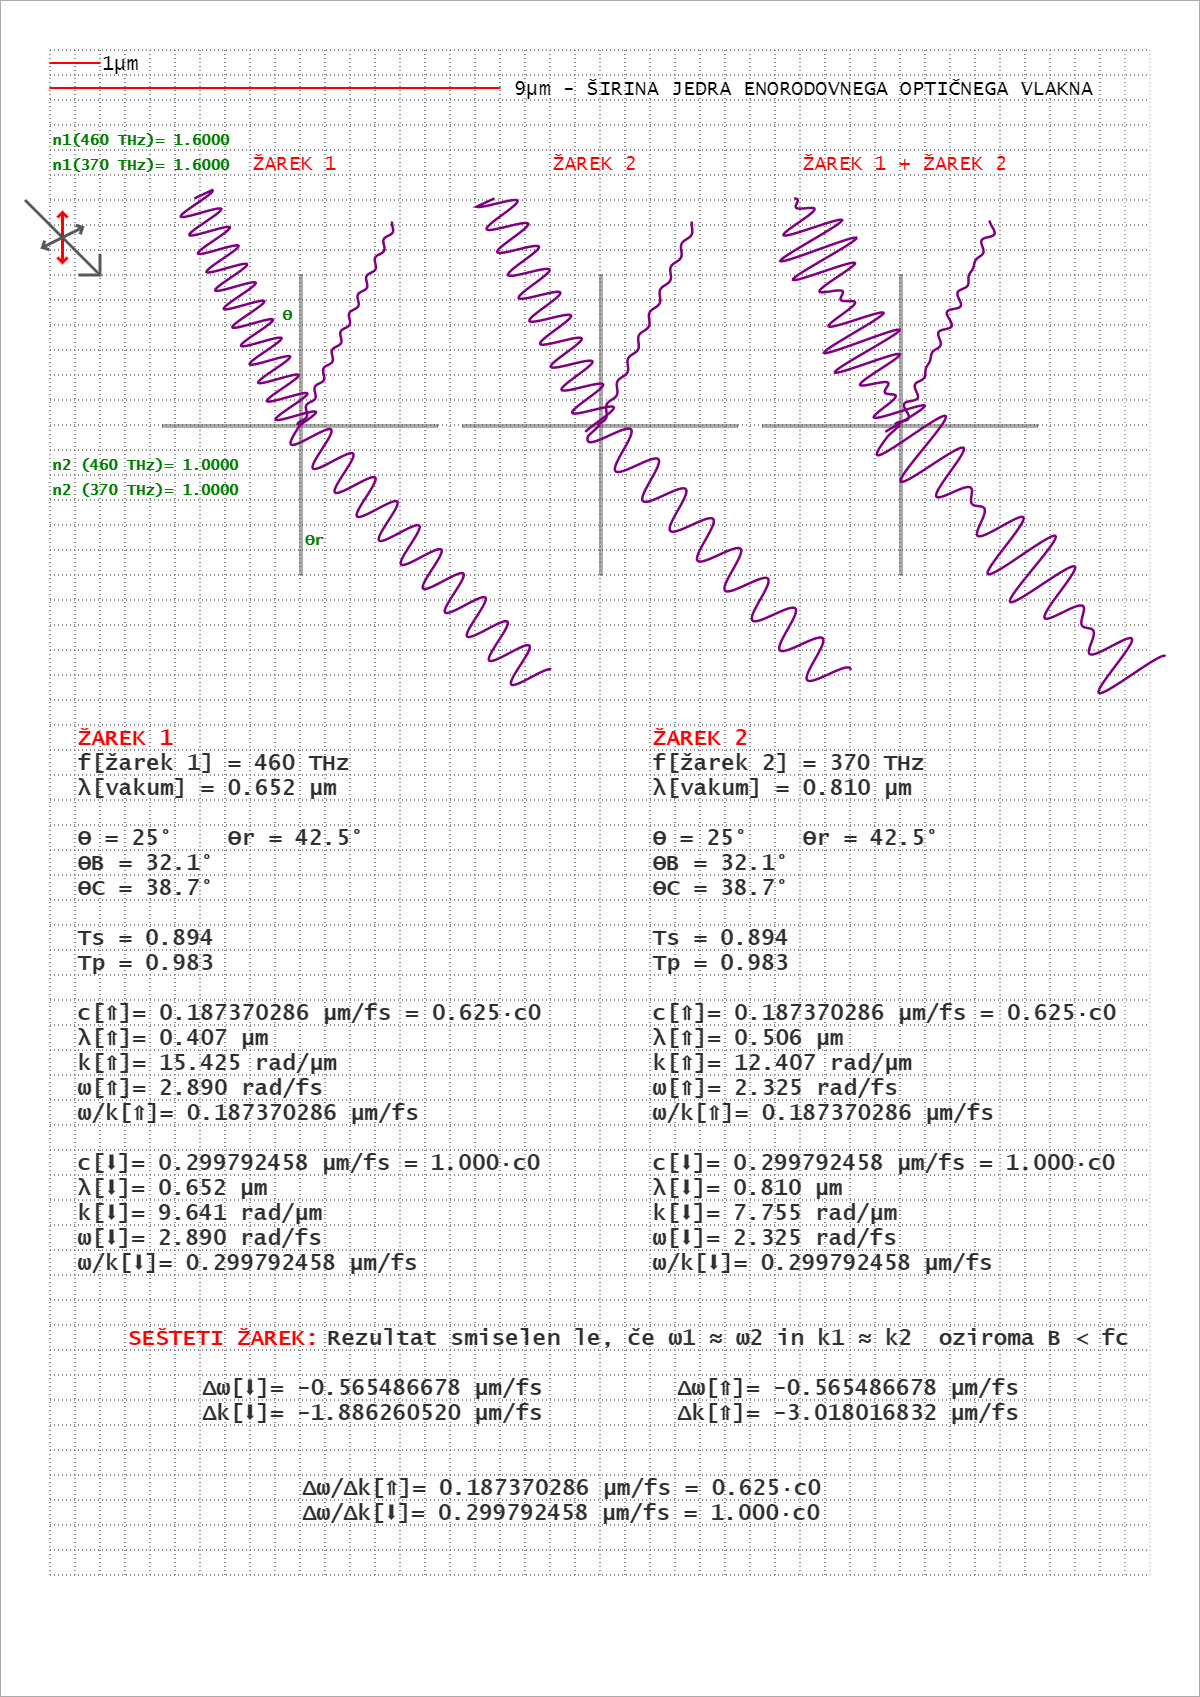 1µm
9µm – ŠIRINA JEDRA ENORODOVNEGA OPTIČNEGA VLAKNA
n1(460 THz)= 1.6000
n1(370 THz)= 1.6000
ŽAREK 1
ŽAREK 2
ŽAREK 1 + ŽAREK 2
Θ
n2 (460 THz)= 1.0000
n2 (370 THz)= 1.0000
Θr
ŽAREK 1
f[žarek 1] = 460 THz
λ[vakum] = 0.652 µm
Θ = 25° Θr = 42.5°
ΘB = 32.1°
ΘC = 38.7°
Ts = 0.894
Tp = 0.983
c[⇑]= 0.187370286 µm/fs = 0.625·c0
λ[⇑]= 0.407 µm
k[⇑]= 15.425 rad/µm
ω[⇑]= 2.890 rad/fs
ω/k[⇑]= 0.187370286 µm/fs
c[⬇]= 0.299792458 µm/fs = 1.000·c0
λ[⬇]= 0.652 µm
k[⬇]= 9.641 rad/µm
ω[⬇]= 2.890 rad/fs
ω/k[⬇]= 0.299792458 µm/fs
ŽAREK 2
f[žarek 2] = 370 THz
λ[vakum] = 0.810 µm
Θ = 25° Θr = 42.5°
ΘB = 32.1°
ΘC = 38.7°
Ts = 0.894
Tp = 0.983
c[⇑]= 0.187370286 µm/fs = 0.625·c0
λ[⇑]= 0.506 µm
k[⇑]= 12.407 rad/µm
ω[⇑]= 2.325 rad/fs
ω/k[⇑]= 0.187370286 µm/fs
c[⬇]= 0.299792458 µm/fs = 1.000·c0
λ[⬇]= 0.810 µm
k[⬇]= 7.755 rad/µm
ω[⬇]= 2.325 rad/fs
ω/k[⬇]= 0.299792458 µm/fs
SEŠTETI ŽAREK: Rezultat smiselen le, če ω1 ≈ ω2 in k1 ≈ k2 oziroma B < fc
Δω[⬇]= -0.565486678 µm/fs
Δk[⬇]= -1.886260520 µm/fs
Δω[⇑]= -0.565486678 µm/fs
Δk[⇑]= -3.018016832 µm/fs
Δω/Δk[⇑]= 0.187370286 µm/fs = 0.625·c0
Δω/Δk[⬇]= 0.299792458 µm/fs = 1.000·c0